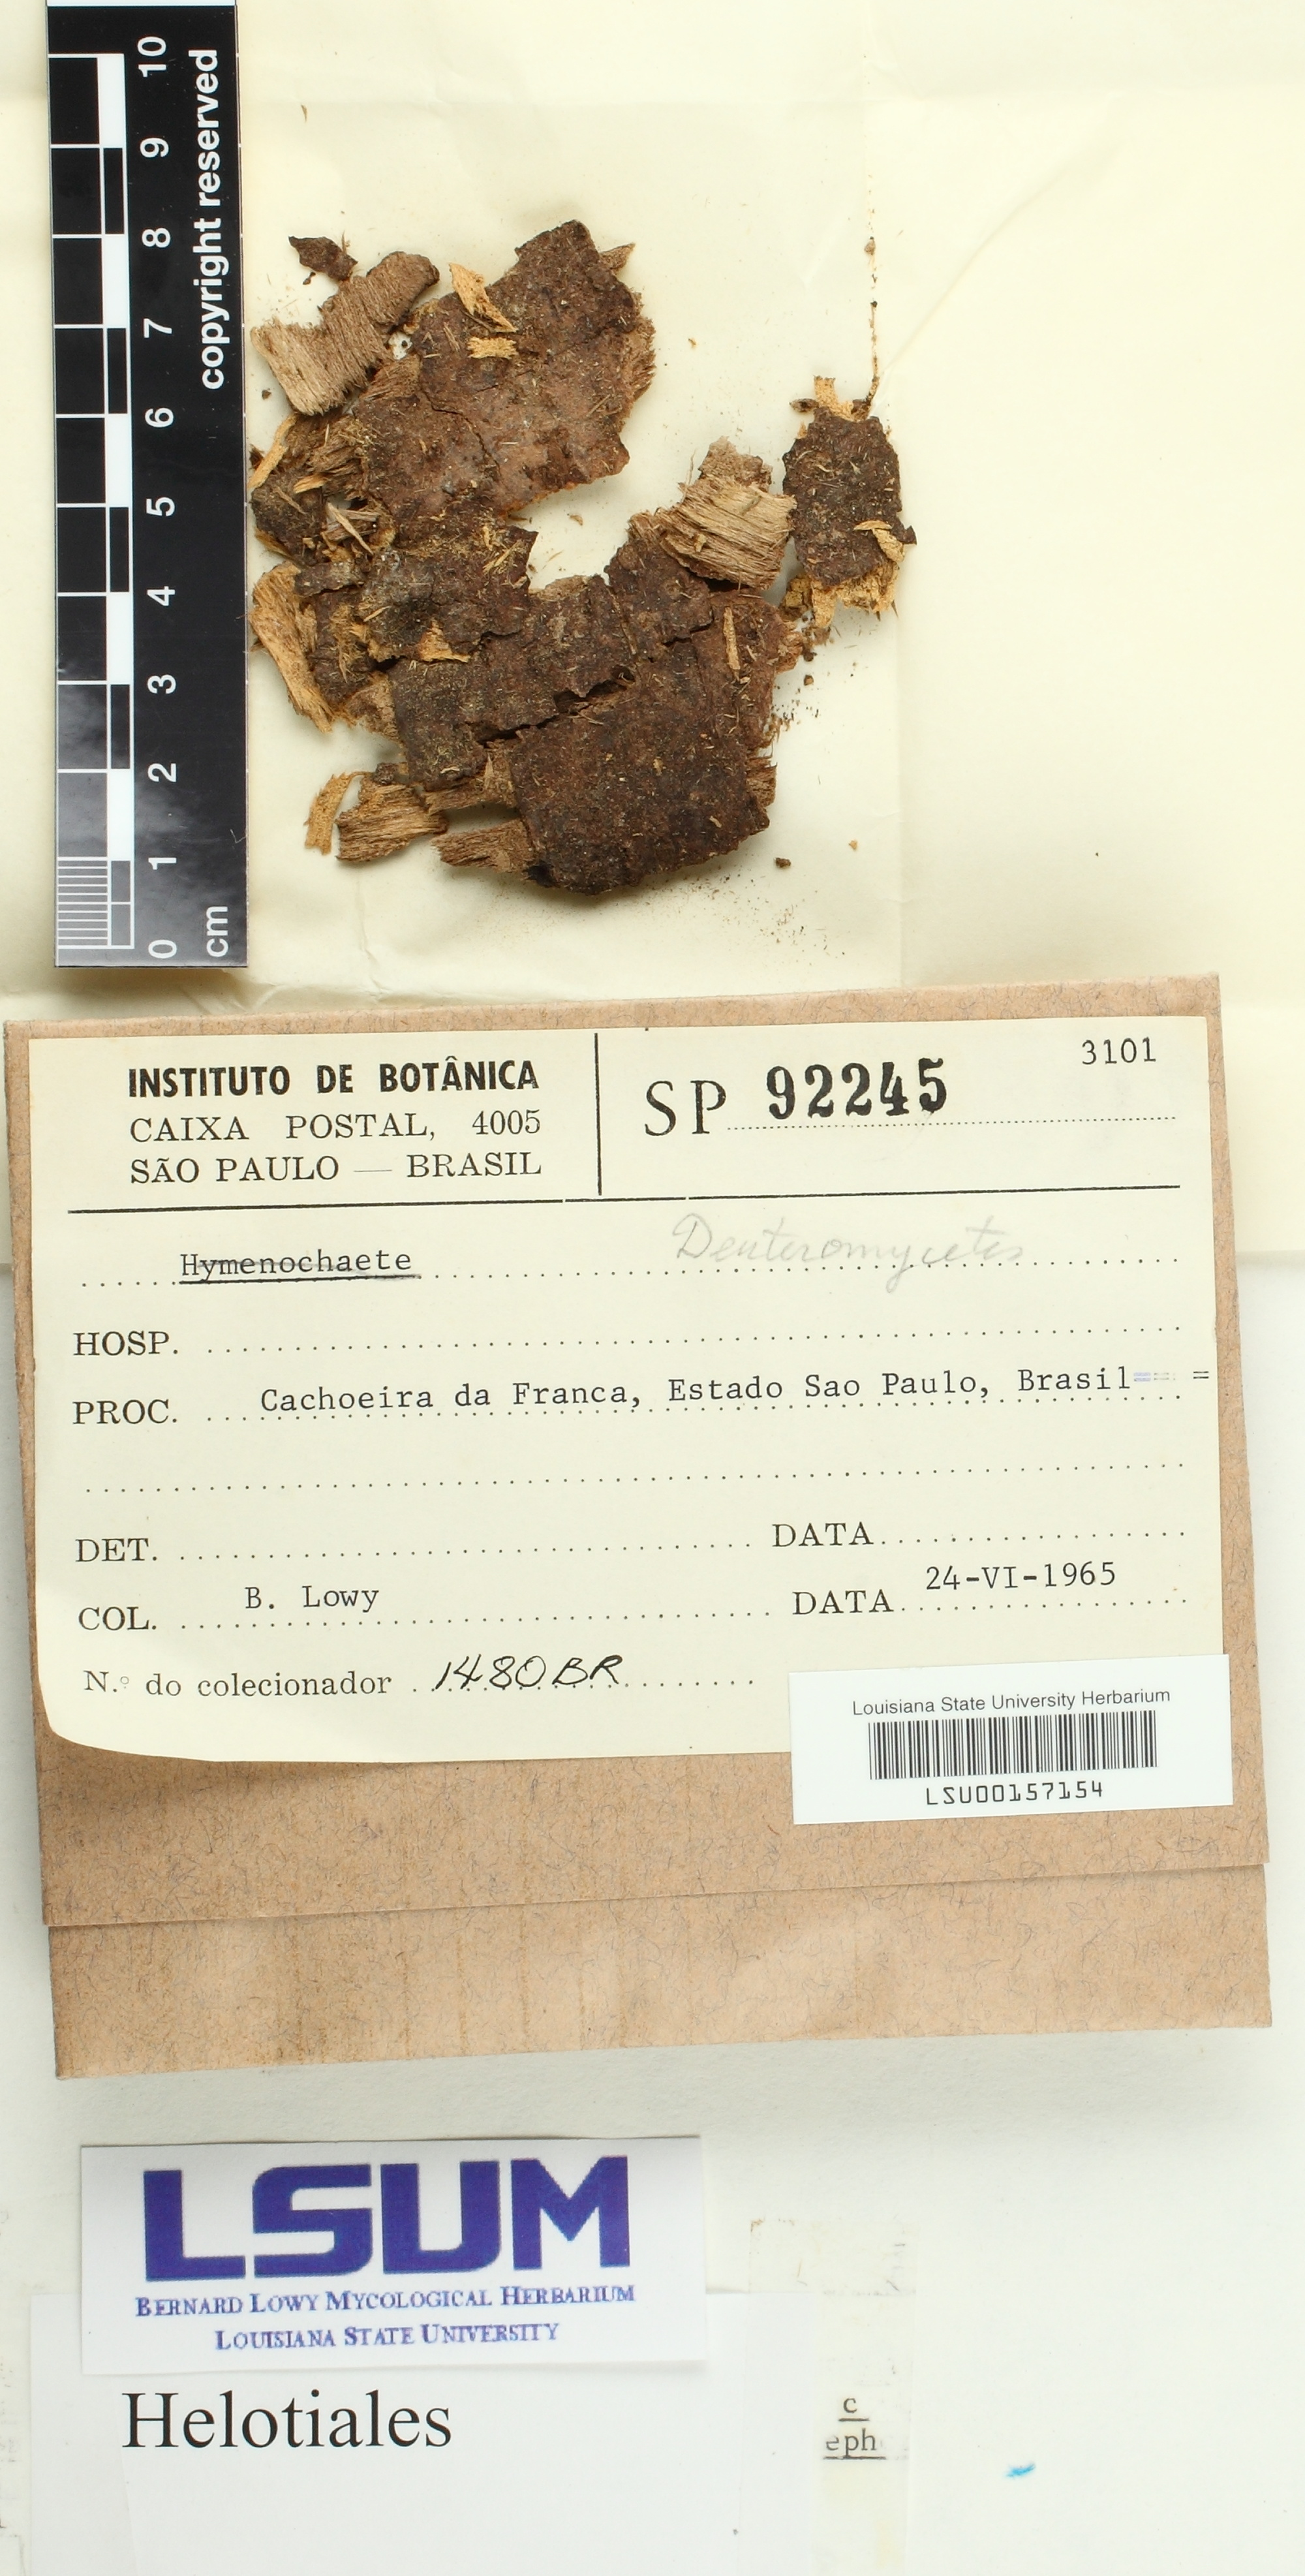 10
9
8
7
6
5
4
3
2
1
0
cm
copyright reserved
INSTITUTO DE BOTÂNICA
CAIXA POSTAL, 4005
SÃO PAULO — BRASIL
SP 92245
3101
Hymenochaete Deuteromycetes
HOSP.
PROC. Cachoeira da Franca, Estado Sao Paulo, Brasil== =
DET. DATA
COL. B. Lowy DATA 24-VI-1965
N.º do colecionador 1480BR
Louisiana State University Herbarium
LSU00157154
LSUM
BERNARD LOWY MYCOLOGICAL HERBARIUM
LOUISIANA STATE UNIVERSITY
Helotiales
c
eph